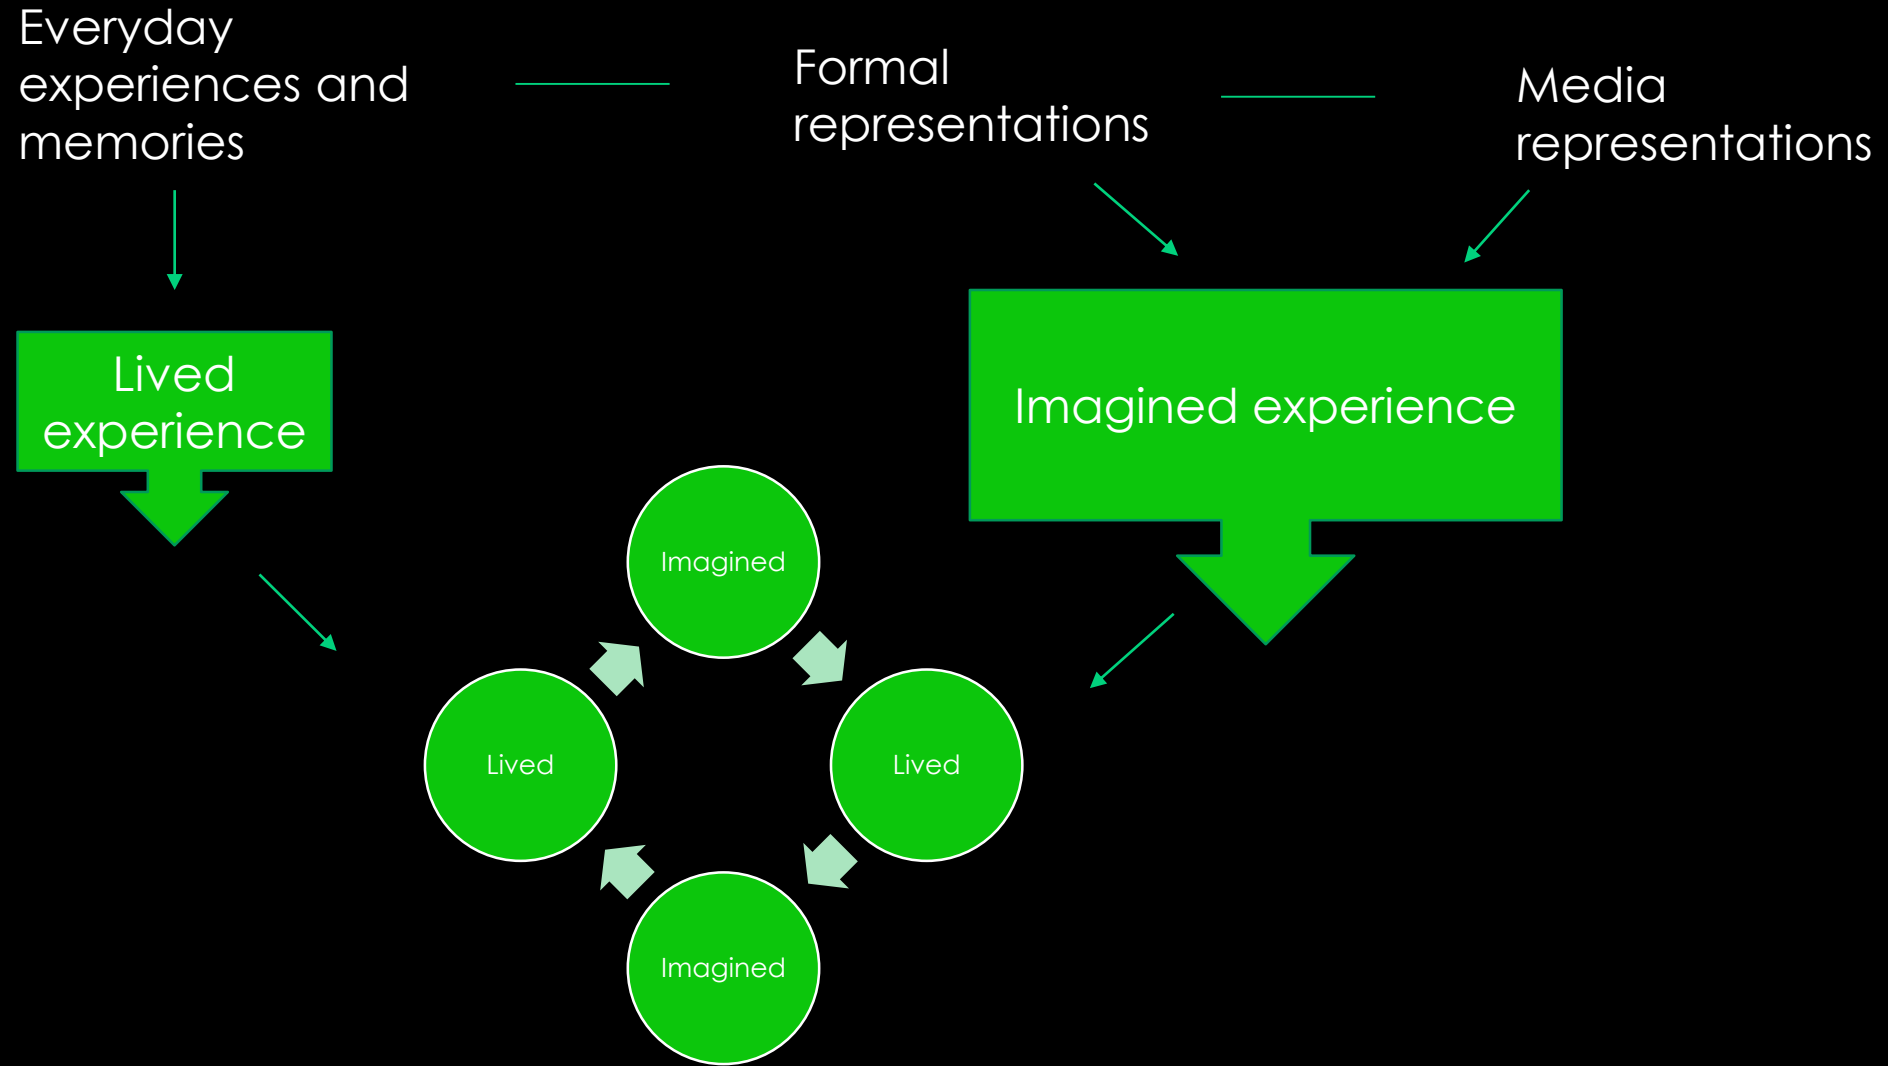 Everyday
experiences and
memories
Formal
representations
Media
representations
Lived
experience
Imagined experience
Imagined
Lived
Lived
Imagined